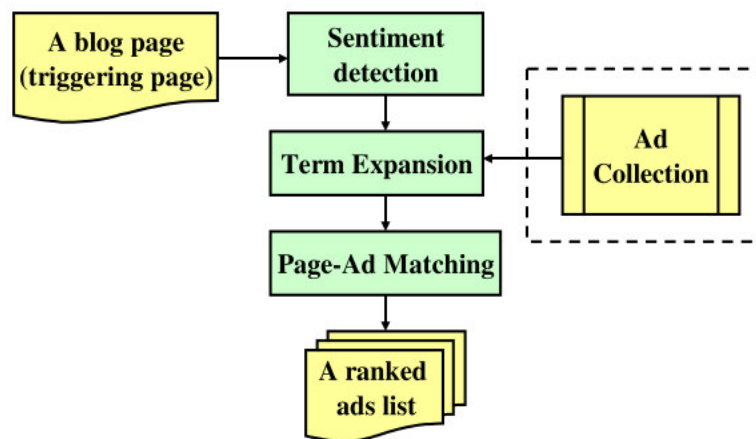 A blog page
(triggering page)
Sentiment
detection
Term Expansion
Ad
Collection
Page-Ad Matching
A ranked
ads list